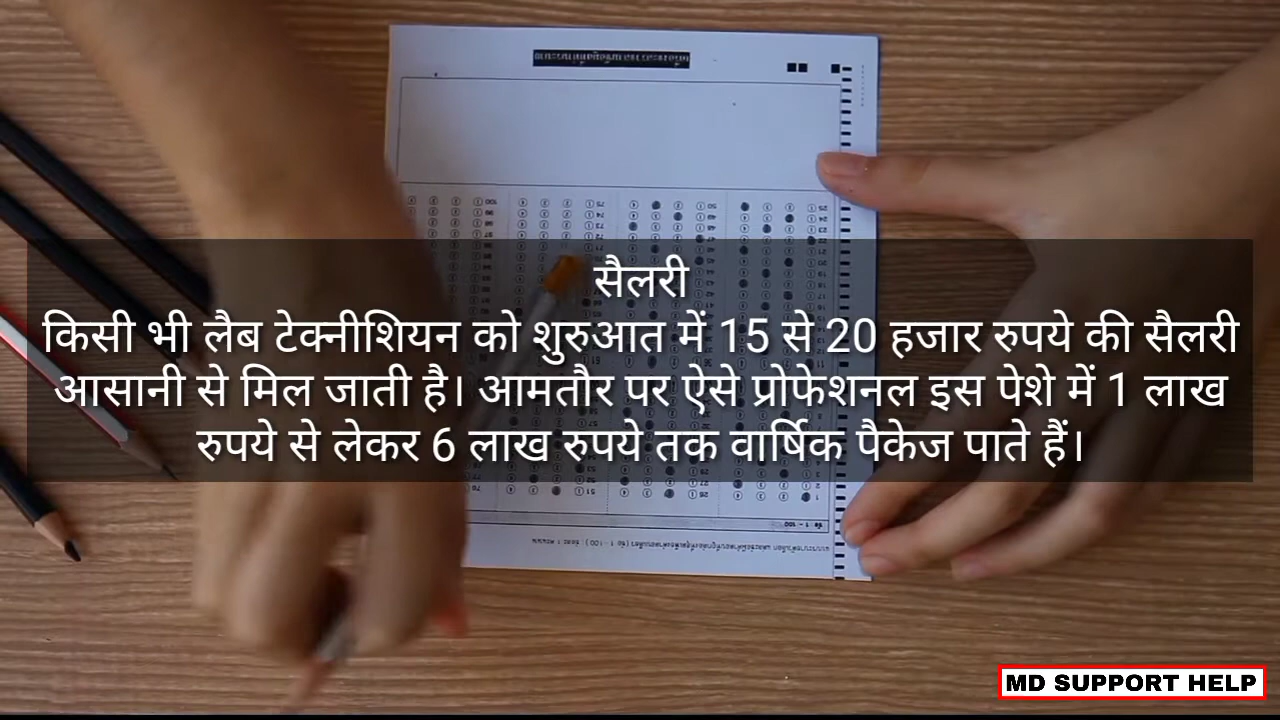 सैलरी
किसी भी लैब टेक्नीशियन को शुरुआत में 15 से 20 हजार रुपये की सैलरी
आसानी से मिल जाती है। आमतौर पर ऐसे प्रोफेशनल इस पेशे में 1 लाख
रुपये से लेकर 6 लाख रुपये तक वार्षिक पैकेज पाते हैं।
MD SUPPORT HELP